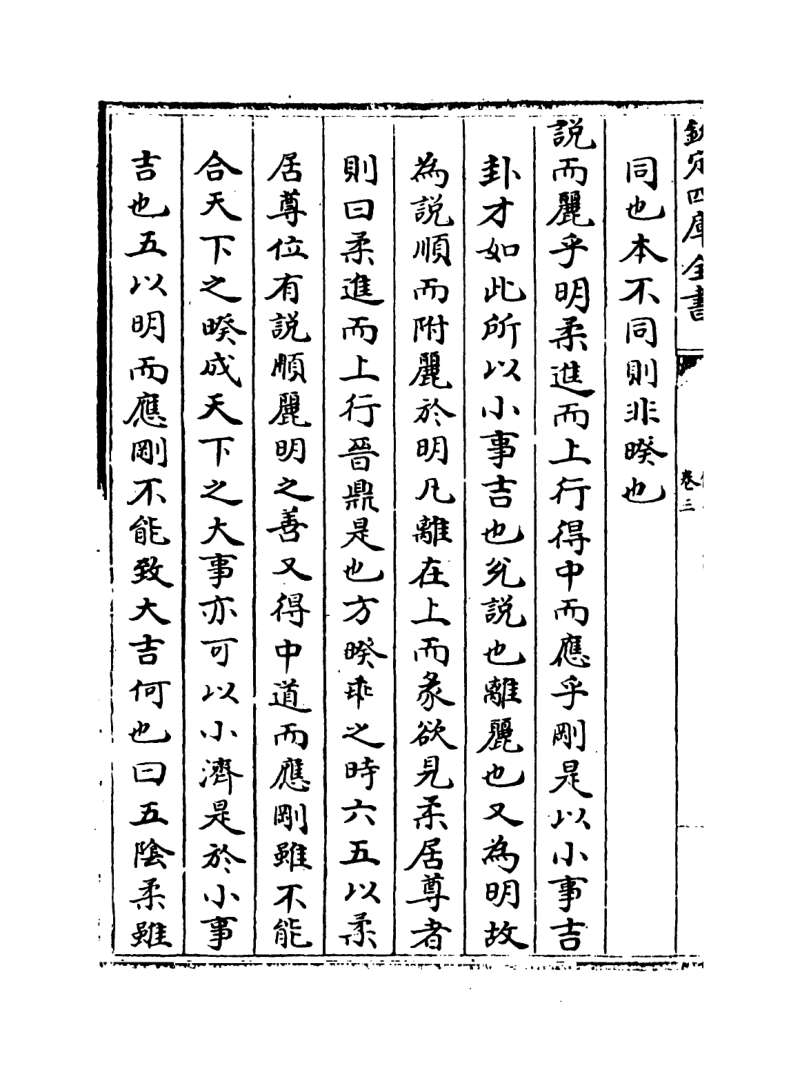 欽定四庫全書
卷三
同也本不同則非暌也
説而麗乎明柔進而上行得中而應乎剛是以小事吉
卦才如此所以小事吉也兊説也離麗也又為明故
為説順而附麗於明凡離在上而彖欲見柔居尊者
則曰柔進而上行晉鼎是也方暌乖之時六五以柔
居尊位有説順麗明之善又得中道而應剛雖不能
合天下之暌成天下之大事亦可以小濟是於小事
吉也五以明而應剛不能致大吉何也曰五陰柔雖